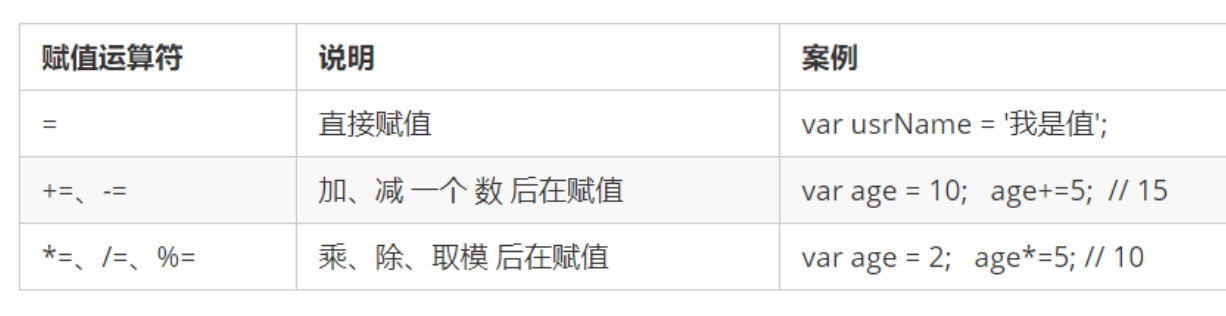 赋值运算符 说明 案例
= 直接赋值 var usrName = '我是值';
+=、-= 加、减 一个 数 后在赋值 var age = 10; age+=5; // 15
*=、/=、%= 乘、除、取模 后在赋值 var age = 2; age*=5; // 10